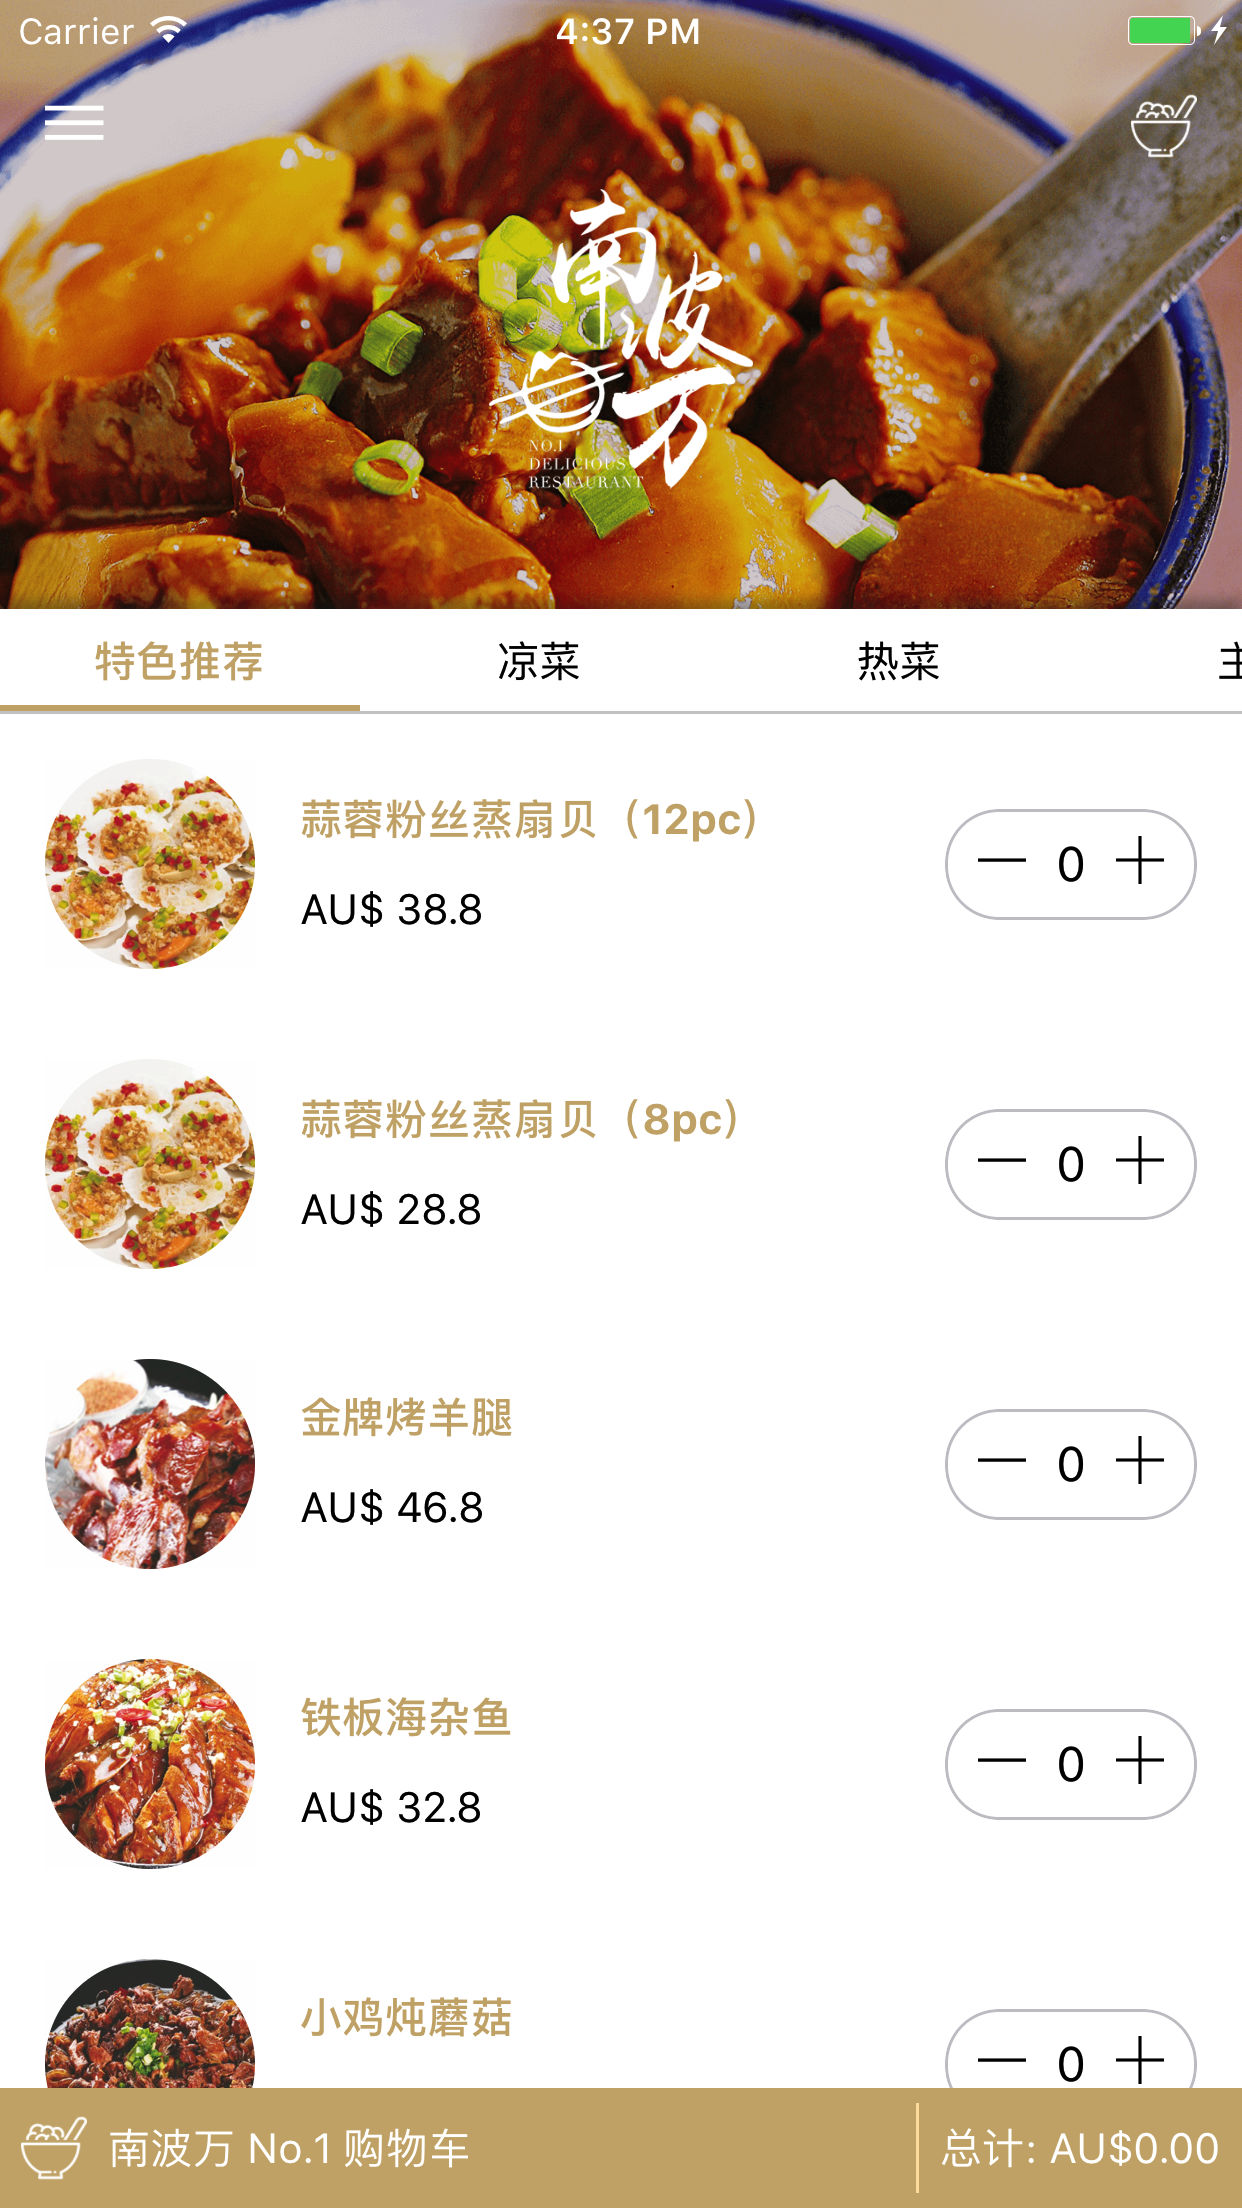 Carrier
4:37 PM
南波万
NO.1
DELICIOUS
RESTAURANT
特色推荐
凉菜
热菜
主
蒜蓉粉丝蒸扇贝（12pc）
AU$ 38.8
0
蒜蓉粉丝蒸扇贝（8pc）
AU$ 28.8
0
金牌烤羊腿
AU$ 46.8
0
铁板海杂鱼
AU$ 32.8
0
小鸡炖蘑菇
0
南波万 No.1 购物车
总计: AU$0.00